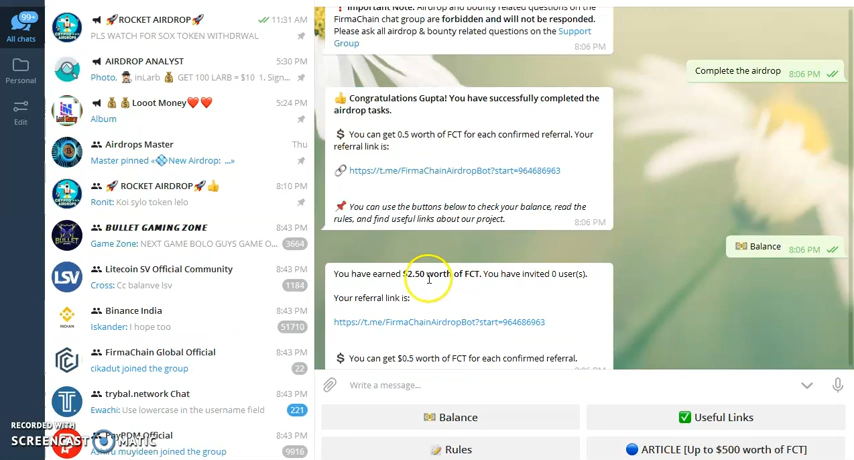 99+
All chats
Personal
Edit
🚀ROCKET AIRDROP🚀
11:31 AM
PLS WATCH FOR SOX TOKEN WITHDRWAL
AIRDROP ANALYST
5:30 PM
Photo, 🕵️ inLarb 💰 GET 100 LARB = $10 1. Sign...
💰 💰 Looot Money❤️❤️
5:24 PM
Album
Airdrops Master
Thu
Master pinned «💠New Airdrop: ...»
🚀 ROCKET AIRDROP🚀👍
8:10 PM
Ronit: Koi sylo token lelo
BULLET GAMING ZONE
8:43 PM
Game Zone: NEXT GAME BOLO GUYS GAME O...
3664
LSV
Litecoin SV Official Community
8:43 PM
Cross: Cc balanve lsv
1184
INDIAN
Binance India
8:43 PM
Iskander: I hope too
51710
FirmaChain Global Official
8:43 PM
cikadut joined the group
22
trybal.network Chat
8:43 PM
Ewachi: Use lowercase in the username field
221
PayPDM Official
8:43 PM
Ashiru muyideen joined the group
9916
RECORDED WITH
SCREENCAST MATIC
❗ Important Note: Airdrop and bounty related questions on the
FirmaChain chat group are forbidden and will not be responded.
Please ask all airdrop & bounty related questions on the Support
Group
8:06 PM
Complete the airdrop
8:06 PM
👍 Congratulations Gupta! You have successfully completed the
airdrop tasks.
💲 You can get 0.5 worth of FCT for each confirmed referral. Your
referral link is:
🔗 https://t.me/FirmaChainAirdropBot?start=964686963
📌 You can use the buttons below to check your balance, read the
rules, and find useful links about our project.
8:06 PM
💴 Balance
8:06 PM
You have earned $2.50 worth of FCT. You have invited 0 user(s).
Your referral link is:
https://t.me/FirmaChainAirdropBot?start=964686963
💲 You can get $0.5 worth of FCT for each confirmed referral.
8:06 PM
Write a message...
💴 Balance
✅ Useful Links
📝 Rules
🔵 ARTICLE [Up to $500 worth of FCT]